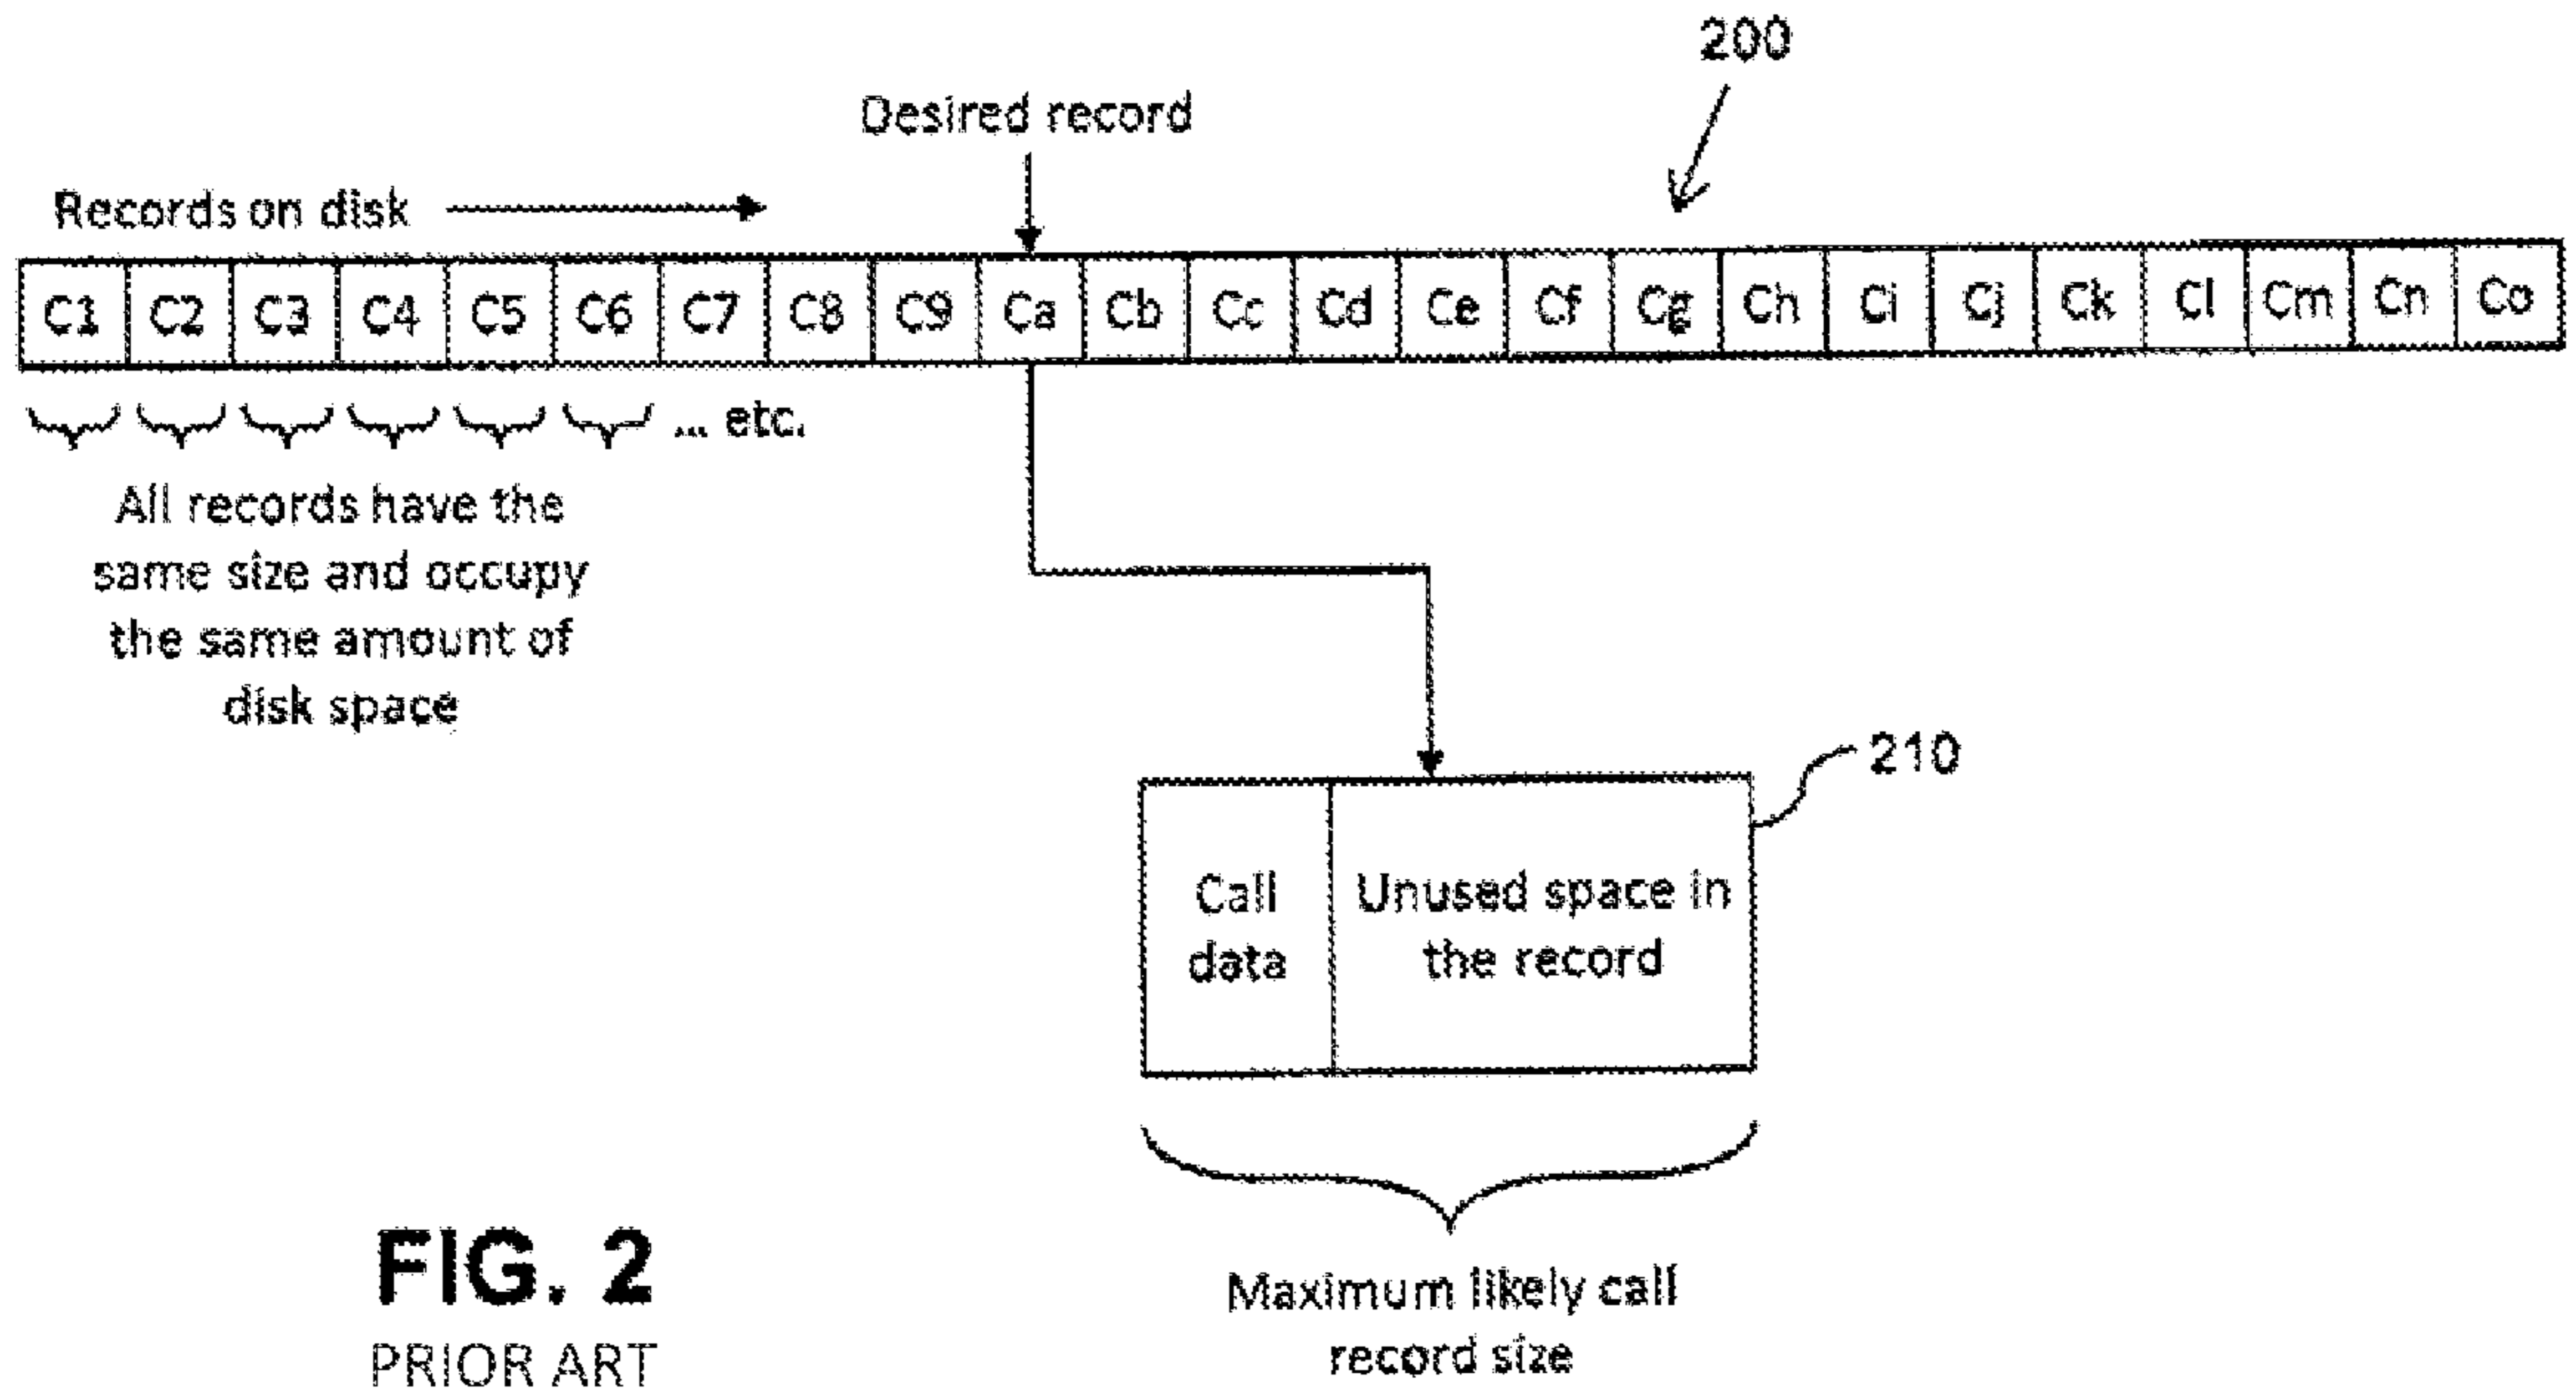 200
Desired record
Records on disk
C1 C2 C3 C4 C5 C6 C7 C8 C9 Ca Cb Cc Cd Ce Cf Cg Ch Ci Cj Ck Cl Cm Cn Co
... etc.
All records have the
same size and occupy
the same amount of
disk space
210
Call
data
Unused space in
the record
Maximum likely call
record size
FIG. 2
PRIOR ART